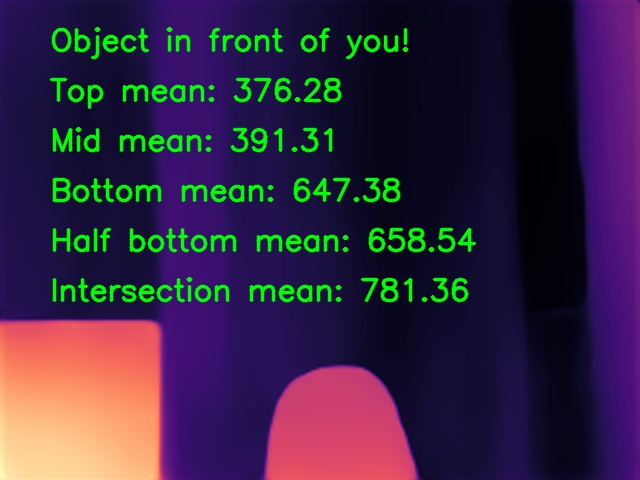 Object in front of you!
Top mean: 376.28
Mid mean: 391.31
Bottom mean: 647.38
Half bottom mean: 658.54
Intersection mean: 781.36